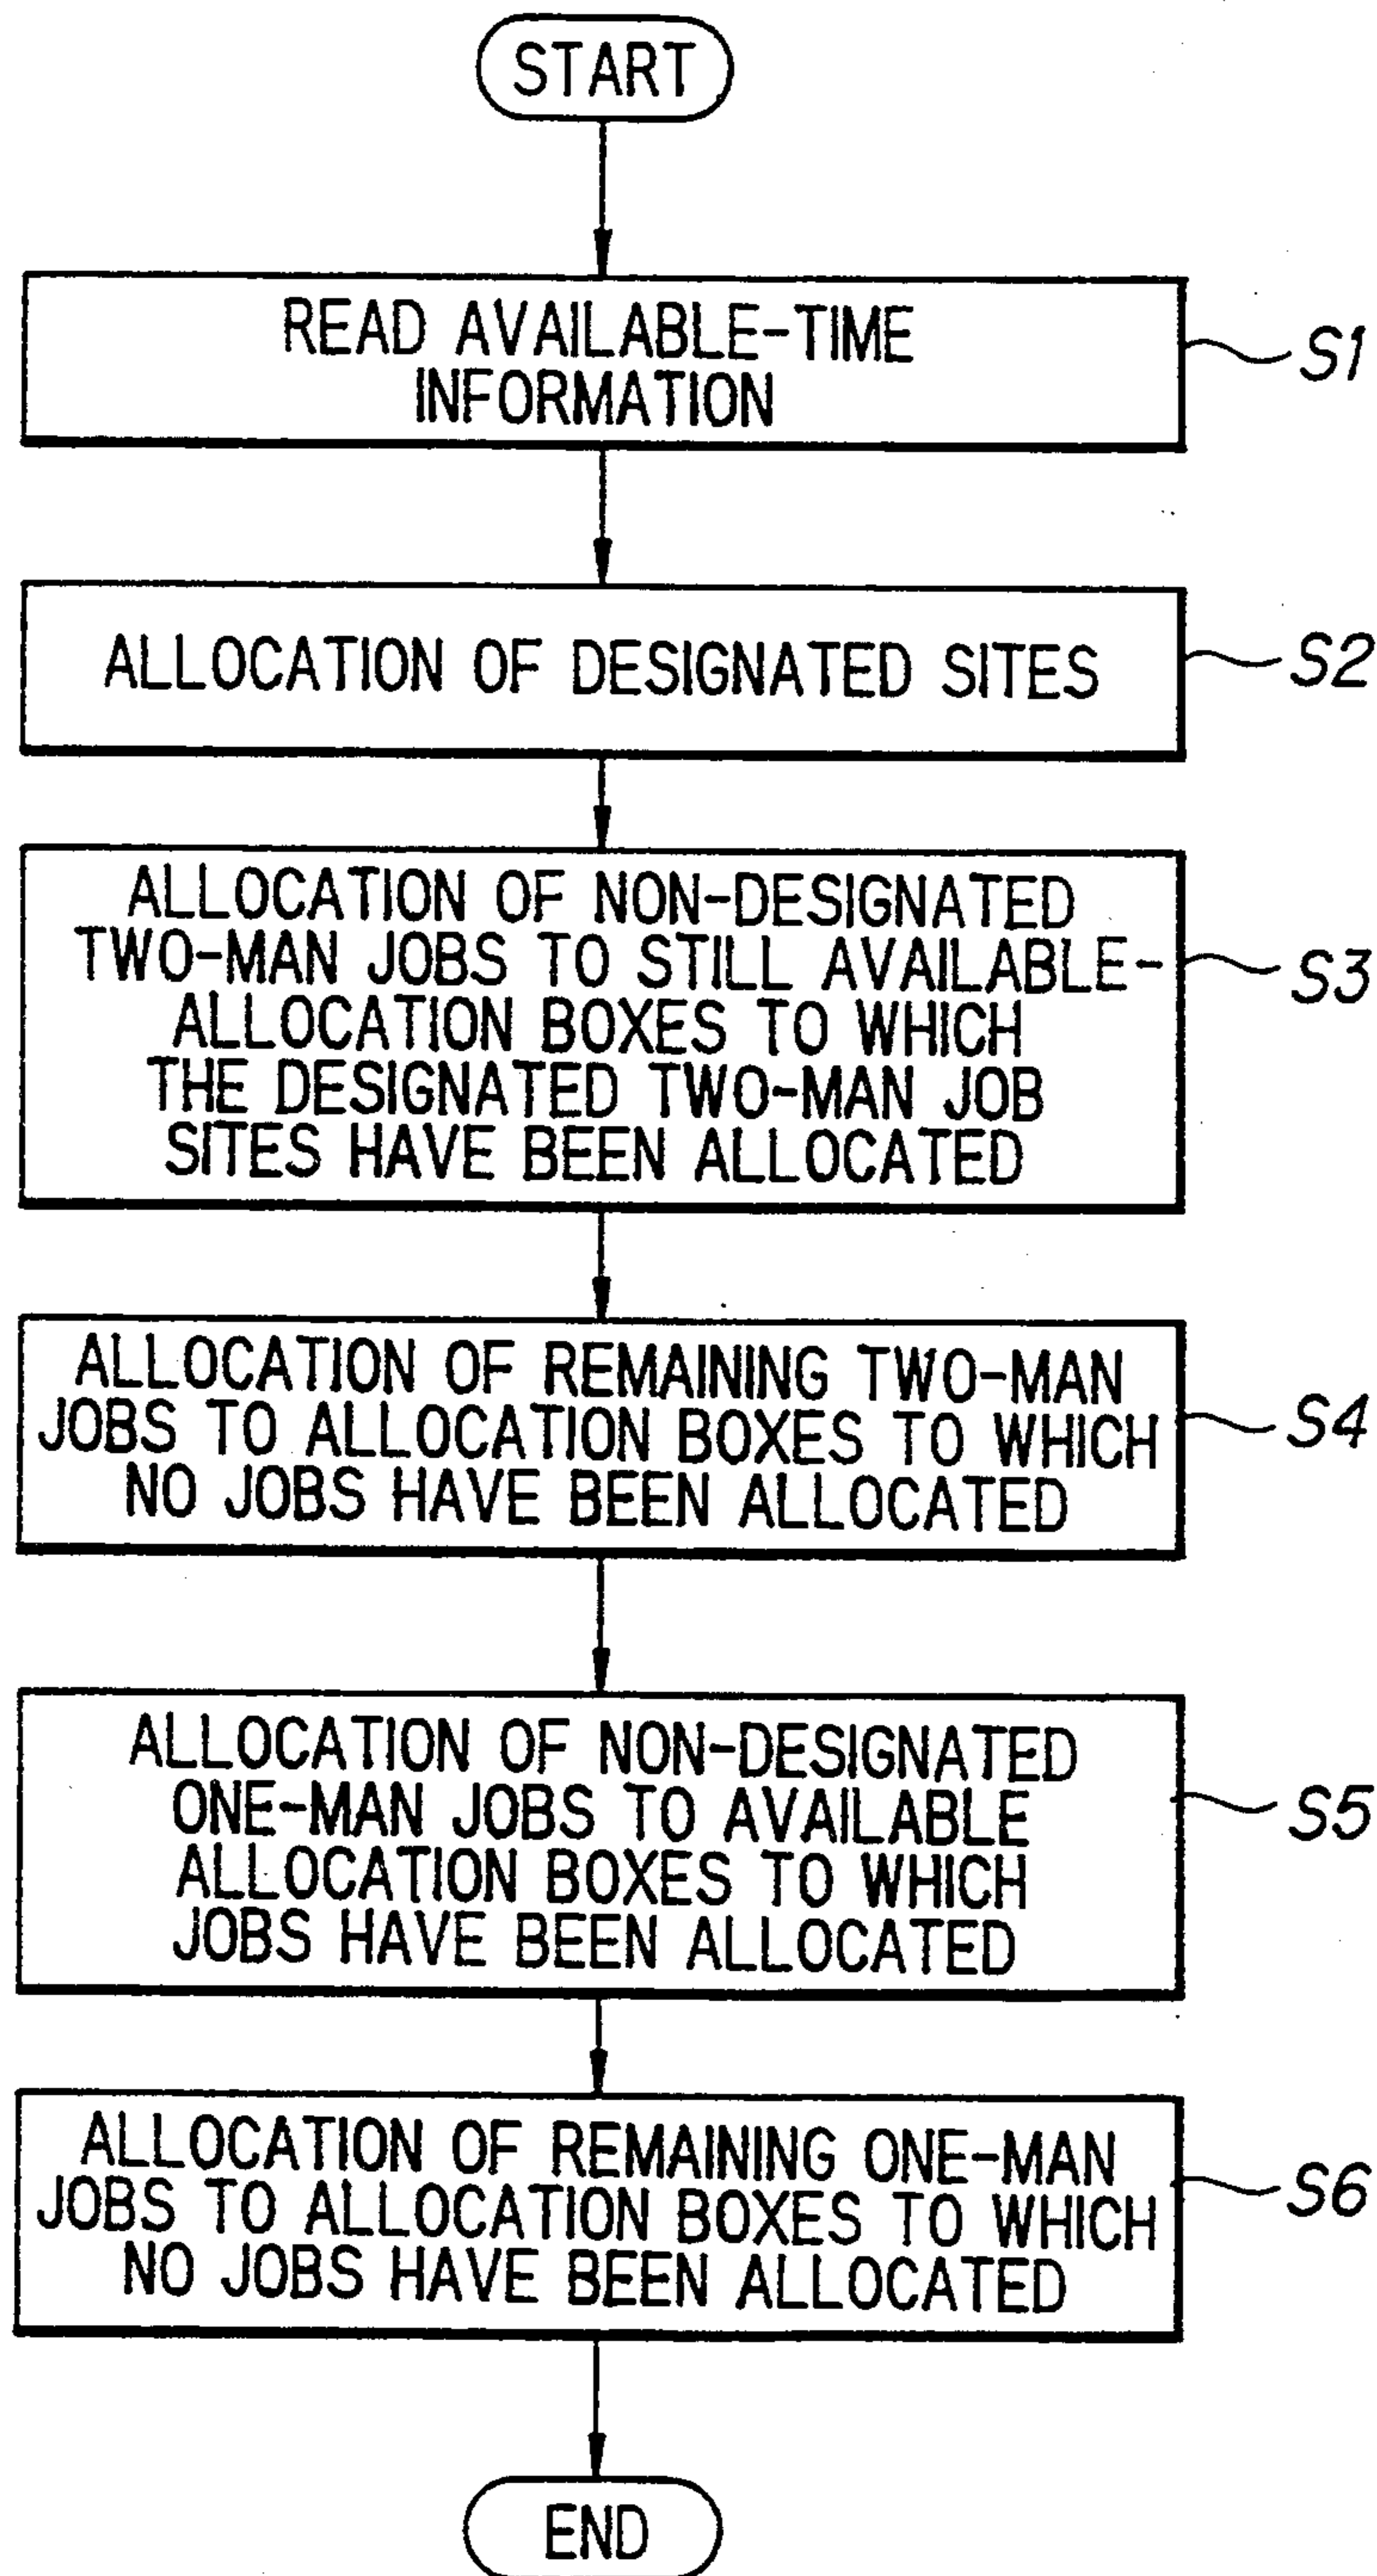 START
READ AVAILABLE-TIME
INFORMATION
S1
ALLOCATION OF DESIGNATED SITES
S2
ALLOCATION OF NON-DESIGNATED
TWO-MAN JOBS TO STILL AVAILABLE-
ALLOCATION BOXES TO WHICH
THE DESIGNATED TWO-MAN JOB
SITES HAVE BEEN ALLOCATED
S3
ALLOCATION OF REMAINING TWO-MAN
JOBS TO ALLOCATION BOXES TO WHICH
NO JOBS HAVE BEEN ALLOCATED
S4
ALLOCATION OF NON-DESIGNATED
ONE-MAN JOBS TO AVAILABLE
ALLOCATION BOXES TO WHICH
JOBS HAVE BEEN ALLOCATED
S5
ALLOCATION OF REMAINING ONE-MAN
JOBS TO ALLOCATION BOXES TO WHICH
NO JOBS HAVE BEEN ALLOCATED
S6
END